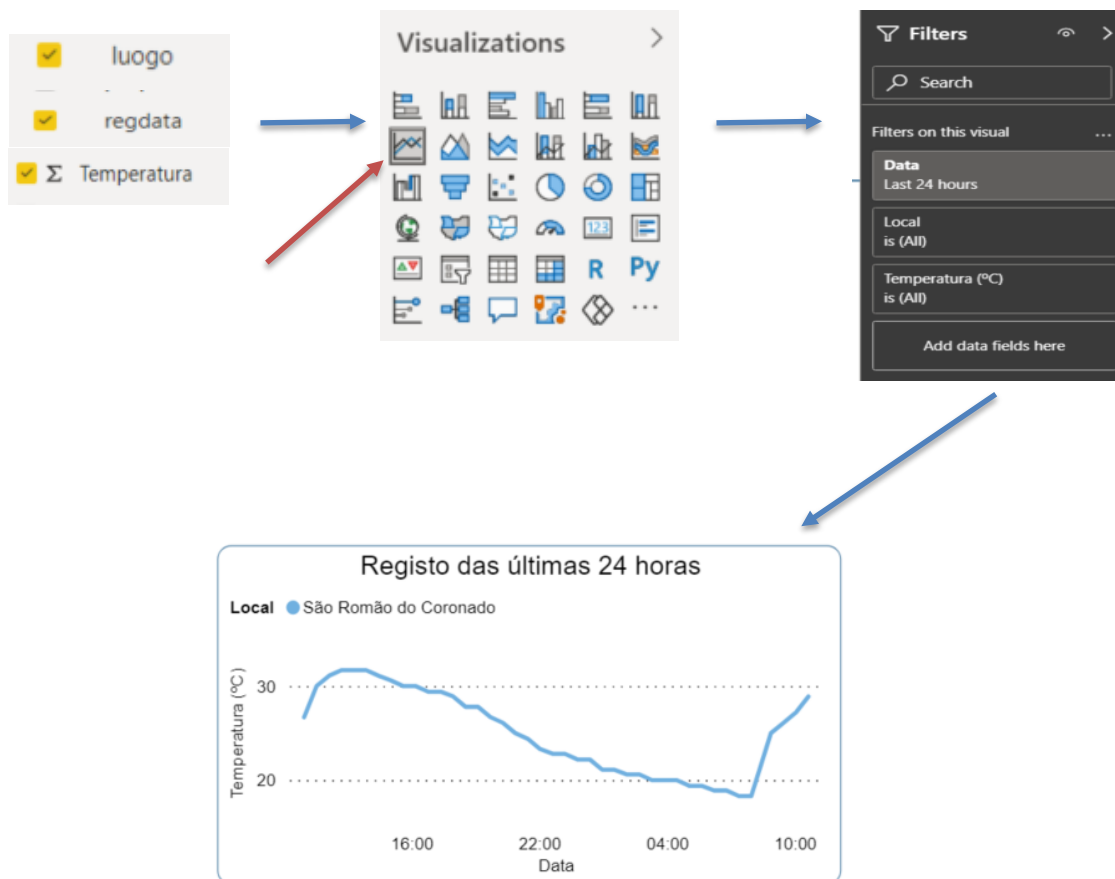 luogo
regdata
Σ Temperatura
Visualizations
123
R
Py
Filters
Search
Filters on this visual
...
Data
Last 24 hours
Local
is (All)
Temperatura (ºC)
is (All)
Add data fields here
Registo das últimas 24 horas
Local São Romão do Coronado
Temperatura (ºC)
30
20
16:00 22:00 04:00 10:00
Data